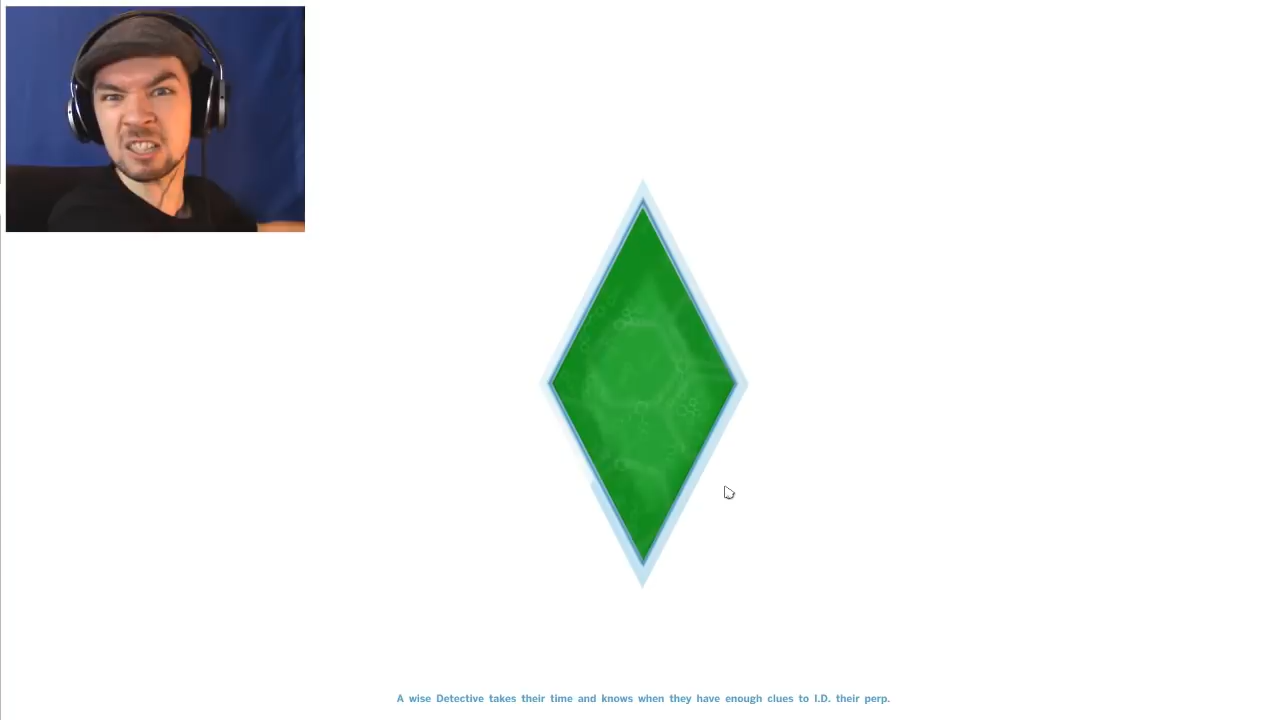 A wise Detective takes their time and knows when they have enough clues to I.D. their perp.